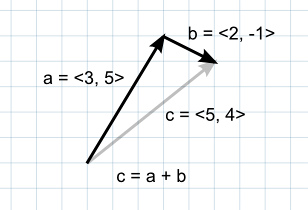 b = <2, -1>
a = <3, 5>
c = <5, 4>
c = a + b